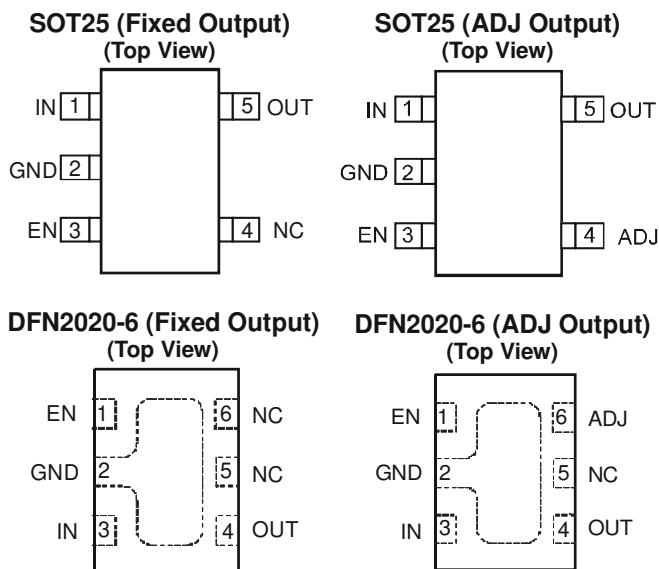 SOT25 (Fixed Output)
(Top View)
IN 1 5 OUT
GND 2
EN 3 4 NC
SOT25 (ADJ Output)
(Top View)
IN 1 5 OUT
GND 2
EN 3 4 ADJ
DFN2020-6 (Fixed Output)
(Top View)
EN 1 6 NC
GND 2 5 NC
IN 3 4 OUT
DFN2020-6 (ADJ Output)
(Top View)
EN 1 6 ADJ
GND 2 5 NC
IN 3 4 OUT